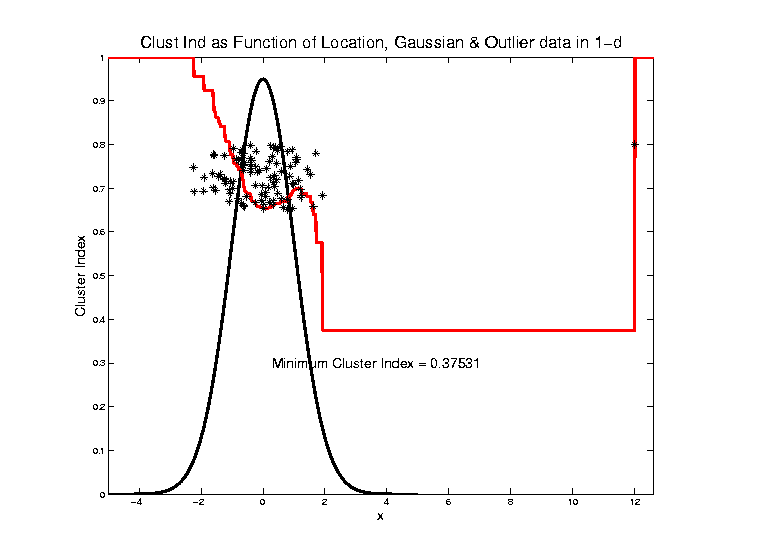 Clust Ind as Function of Location, Gaussian & Outlier data in 1-d
1
0.9
0.8
0.7
0.6
0.5
0.4
0.3
0.2
0.1
0
Cluster Index
Minimum Cluster Index = 0.37531
-4 -2 0 2 4 6 8 10 12
x